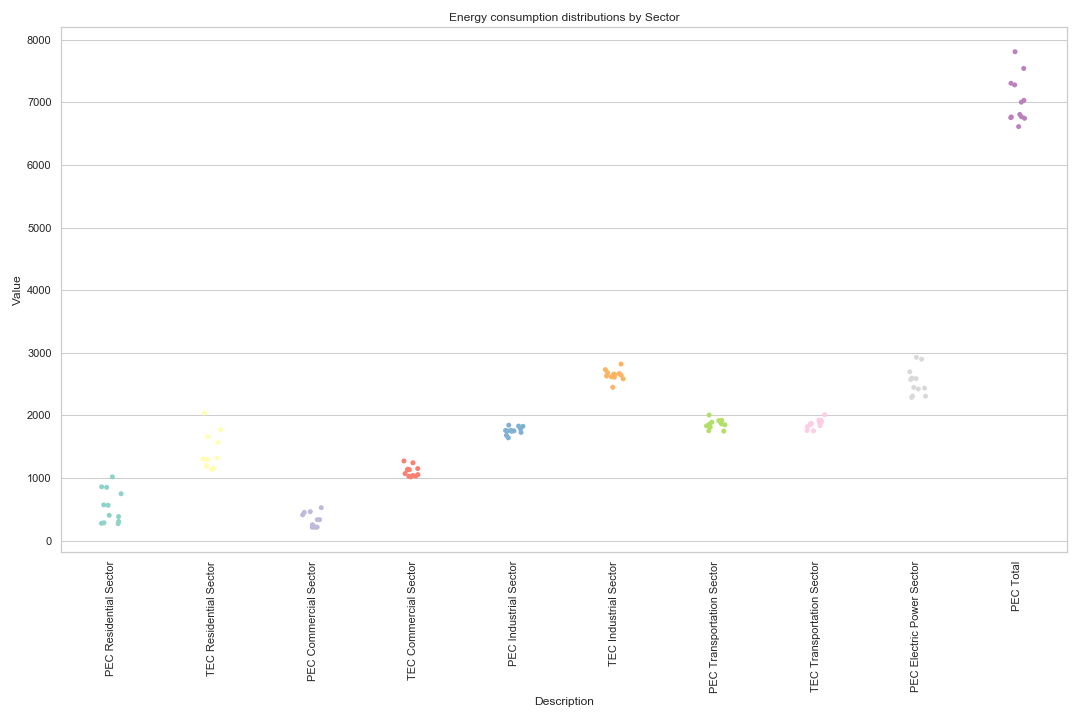 Energy consumption distributions by Sector
8000
7000
6000
5000
4000
3000
2000
1000
0
Value
PEC Residential Sector
TEC Residential Sector
PEC Commercial Sector
TEC Commercial Sector
PEC Industrial Sector
TEC Industrial Sector
PEC Transportation Sector
TEC Transportation Sector
PEC Electric Power Sector
PEC Total
Description